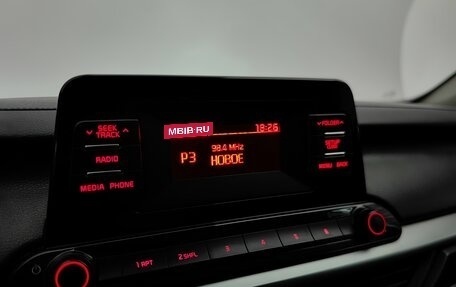 SEEK
TRACK
RADIO
MEDIA PHONE
MBIB.RU
18:26
P3
98.4 MHz
НОВОЕ
FOLDER
SETUP
MENU
1 RPT
2 SHFL
3
4
5
6